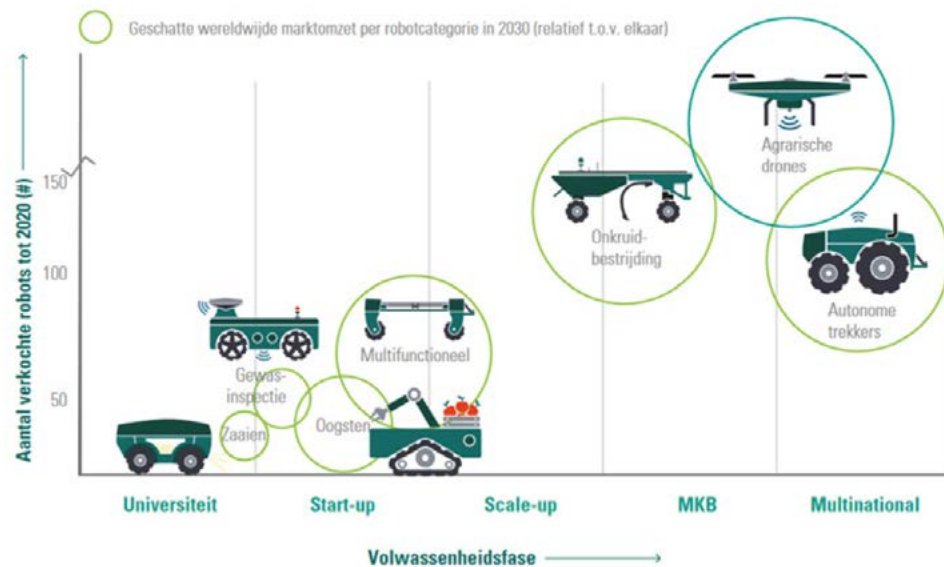 Geschatte wereldwijde marktomzet per robotcategorie in 2030 (relatief t.o.v. elkaar)
Aantal verkochte robots tot 2020 (#)
150
100
50
Agrarische
drones
Onkruid-
bestrijding
Autonome
trekkers
Multifunctioneel
Gewas-
inspectie
Zaaien
Oogsten
Universiteit
Start-up
Scale-up
MKB
Multinational
Volwassenheidsfase